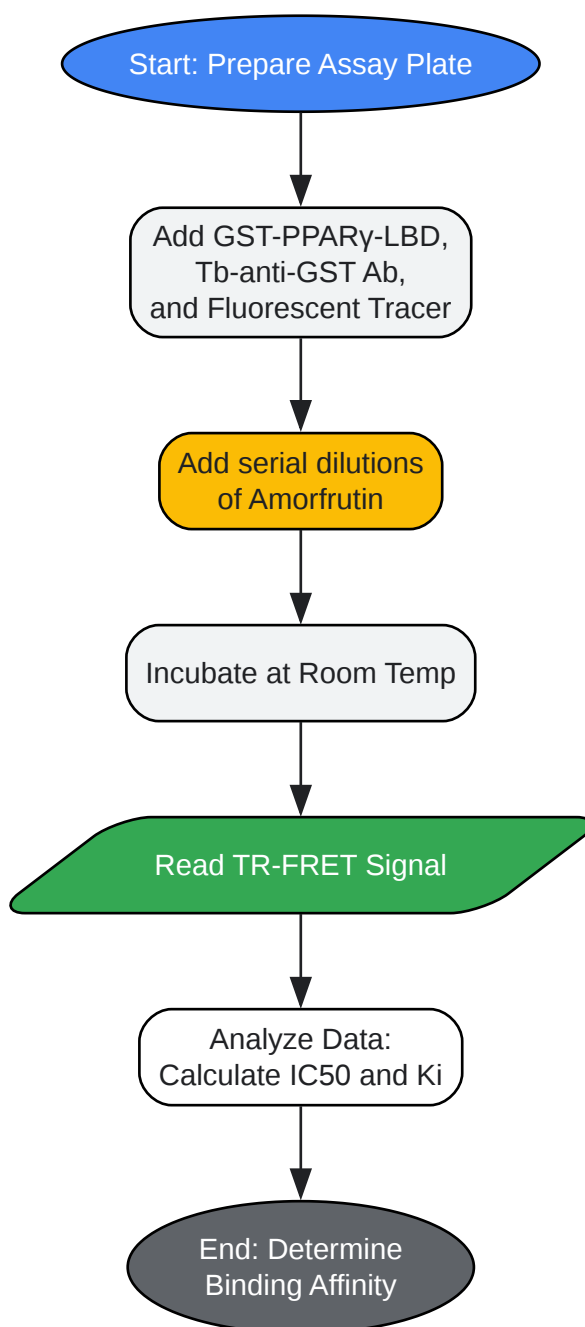 Start: Prepare Assay Plate
Add GST-PPARγ-LBD,
Tb-anti-GST Ab,
and Fluorescent Tracer
Add serial dilutions
of Amorfrutin
Incubate at Room Temp
Read TR-FRET Signal
Analyze Data:
Calculate IC50 and Ki
End: Determine
Binding Affinity